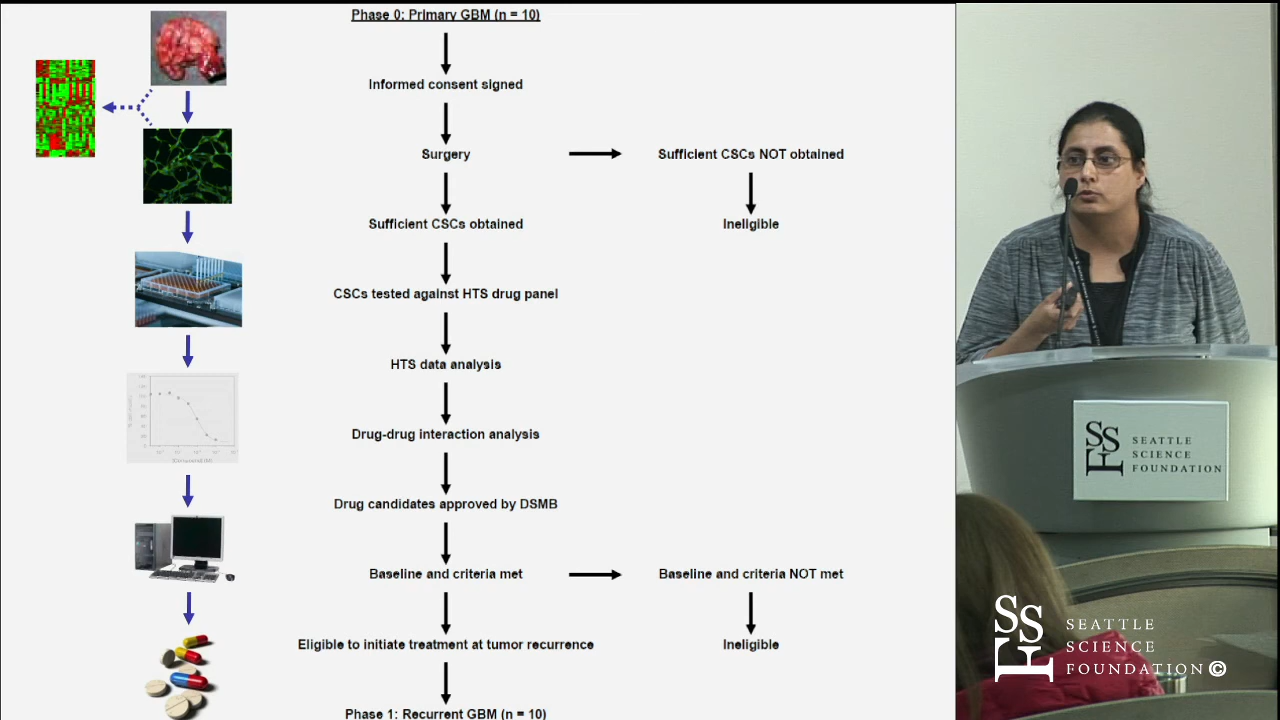 Phase 0: Primary GBM (n = 10)
Informed consent signed
Surgery
Sufficient CSCs NOT obtained
Sufficient CSCs obtained
Ineligible
CSCs tested against HTS drug panel
HTS data analysis
Drug-drug interaction analysis
Drug candidates approved by DSMB
Baseline and criteria met
Baseline and criteria NOT met
Eligible to initiate treatment at tumor recurrence
Ineligible
Phase 1: Recurrent GBM (n = 10)
SSF
SEATTLE
SCIENCE
FOUNDATION
SSF
SEATTLE
SCIENCE
FOUNDATION©